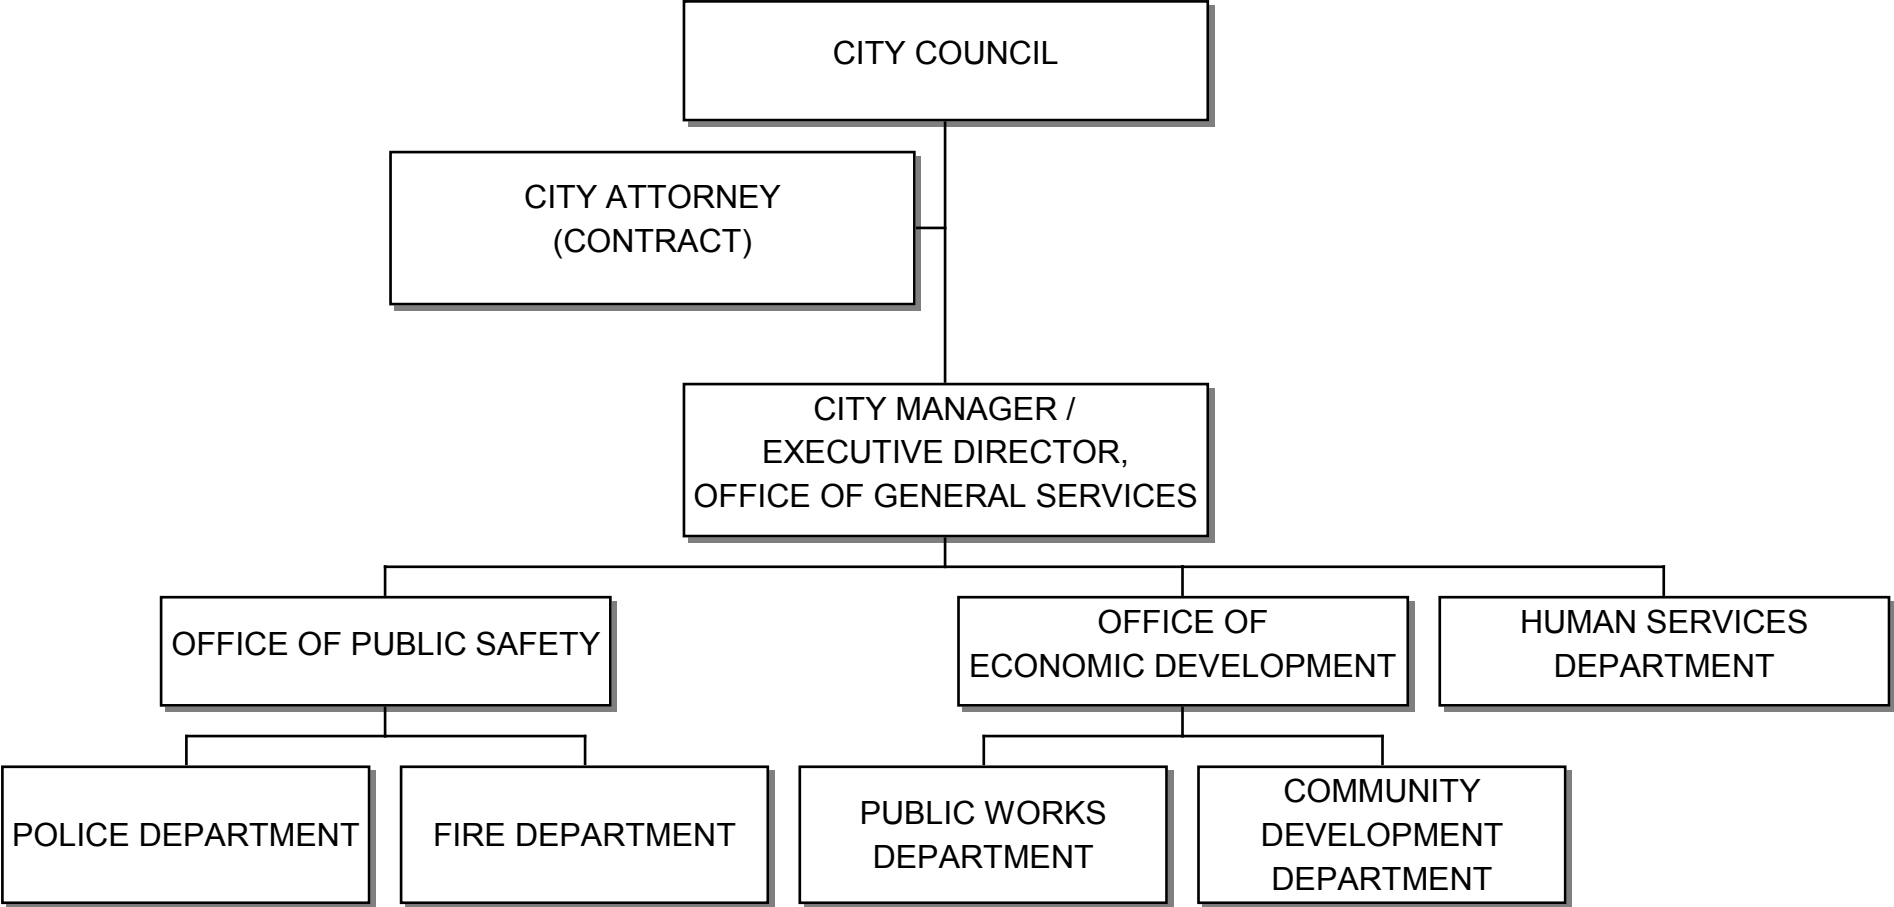 CITY COUNCIL
CITY ATTORNEY
(CONTRACT)
CITY MANAGER /
EXECUTIVE DIRECTOR,
OFFICE OF GENERAL SERVICES
OFFICE OF PUBLIC SAFETY
OFFICE OF
ECONOMIC DEVELOPMENT
HUMAN SERVICES
DEPARTMENT
POLICE DEPARTMENT
FIRE DEPARTMENT
PUBLIC WORKS
DEPARTMENT
COMMUNITY
DEVELOPMENT
DEPARTMENT